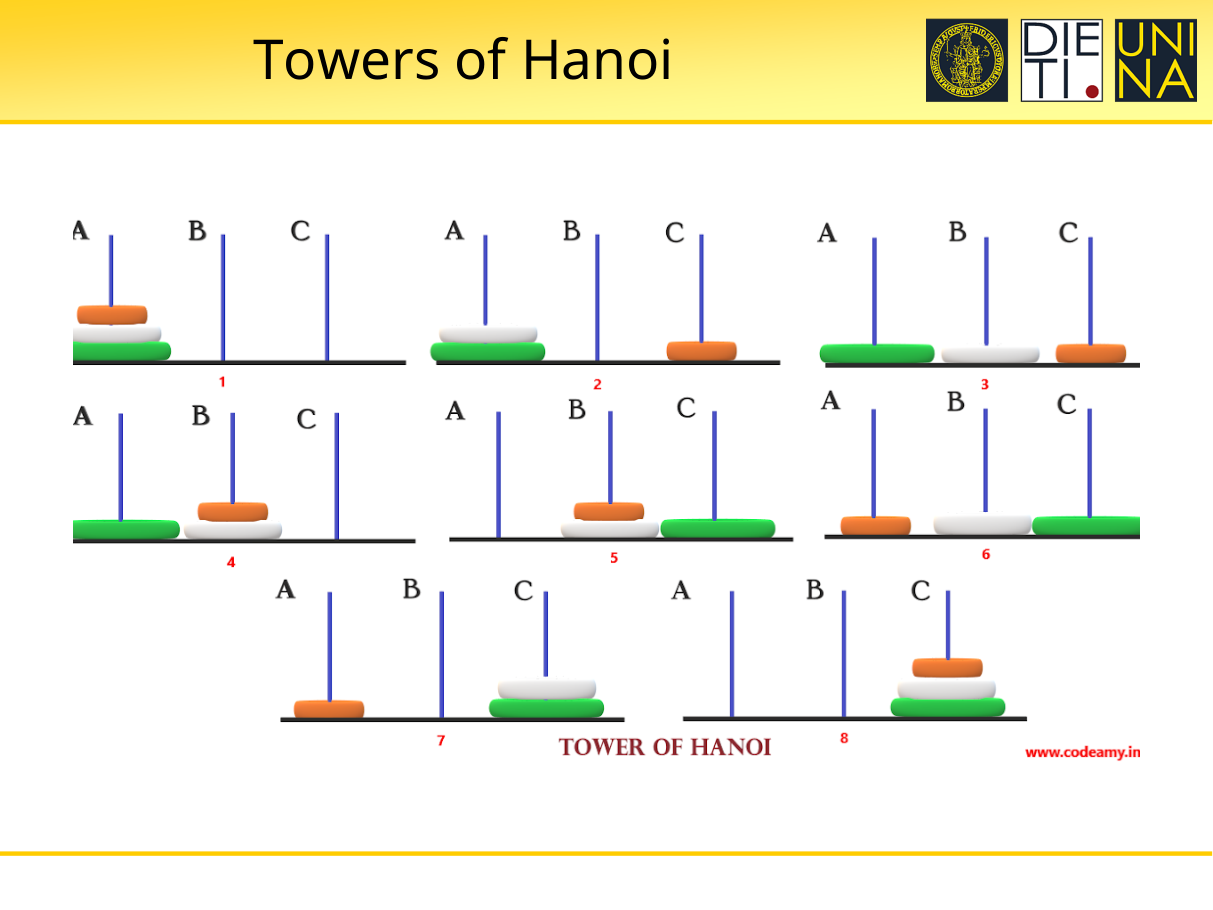 Towers of Hanoi
DIE
TI.
UNI
NA
A B C
1
A B C
2
A B C
3
A B C
4
A B C
5
A B C
6
A B C
7
A B C
8
TOWER OF HANOI
www.codeamy.in